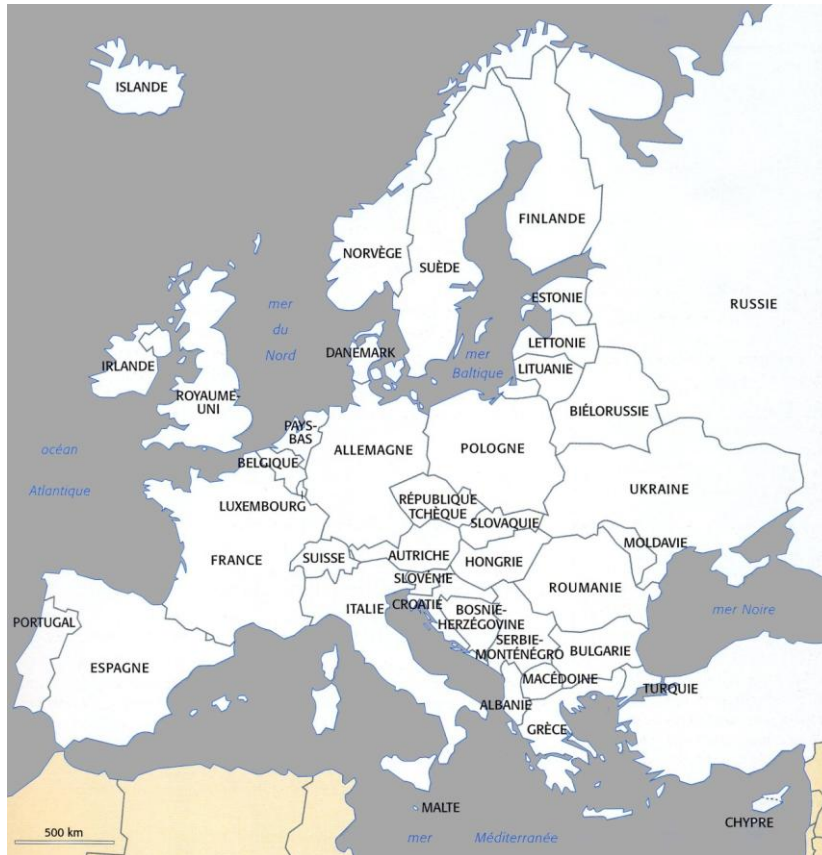 ISLANDE
FINLANDE
NORVÈGE
SUÈDE
RUSSIE
ESTONIE
mer
du
Nord
LETTONIE
DANEMARK
mer
Baltique
IRLANDE
LITUANIE
ROYAUME-
UNI
BIÉLORUSSIE
PAYS-
BAS
ALLEMAGNE
POLOGNE
océan
Atlantique
BELGIQUE
UKRAINE
LUXEMBOURG
RÉPUBLIQUE
TCHÈQUE
SLOVAQUIE
MOLDAVIE
FRANCE
SUISSE
AUTRICHE
HONGRIE
SLOVÉNIE
ROUMANIE
ITALIE
CROATIE
BOSNIE-
HERZÉGOVINE
mer Noire
PORTUGAL
SERBIE-
MONTÉNÉGRO
BULGARIE
ESPAGNE
MACÉDOINE
TURQUIE
ALBANIE
GRÈCE
MALTE
CHYPRE
500 km
mer Méditerranée